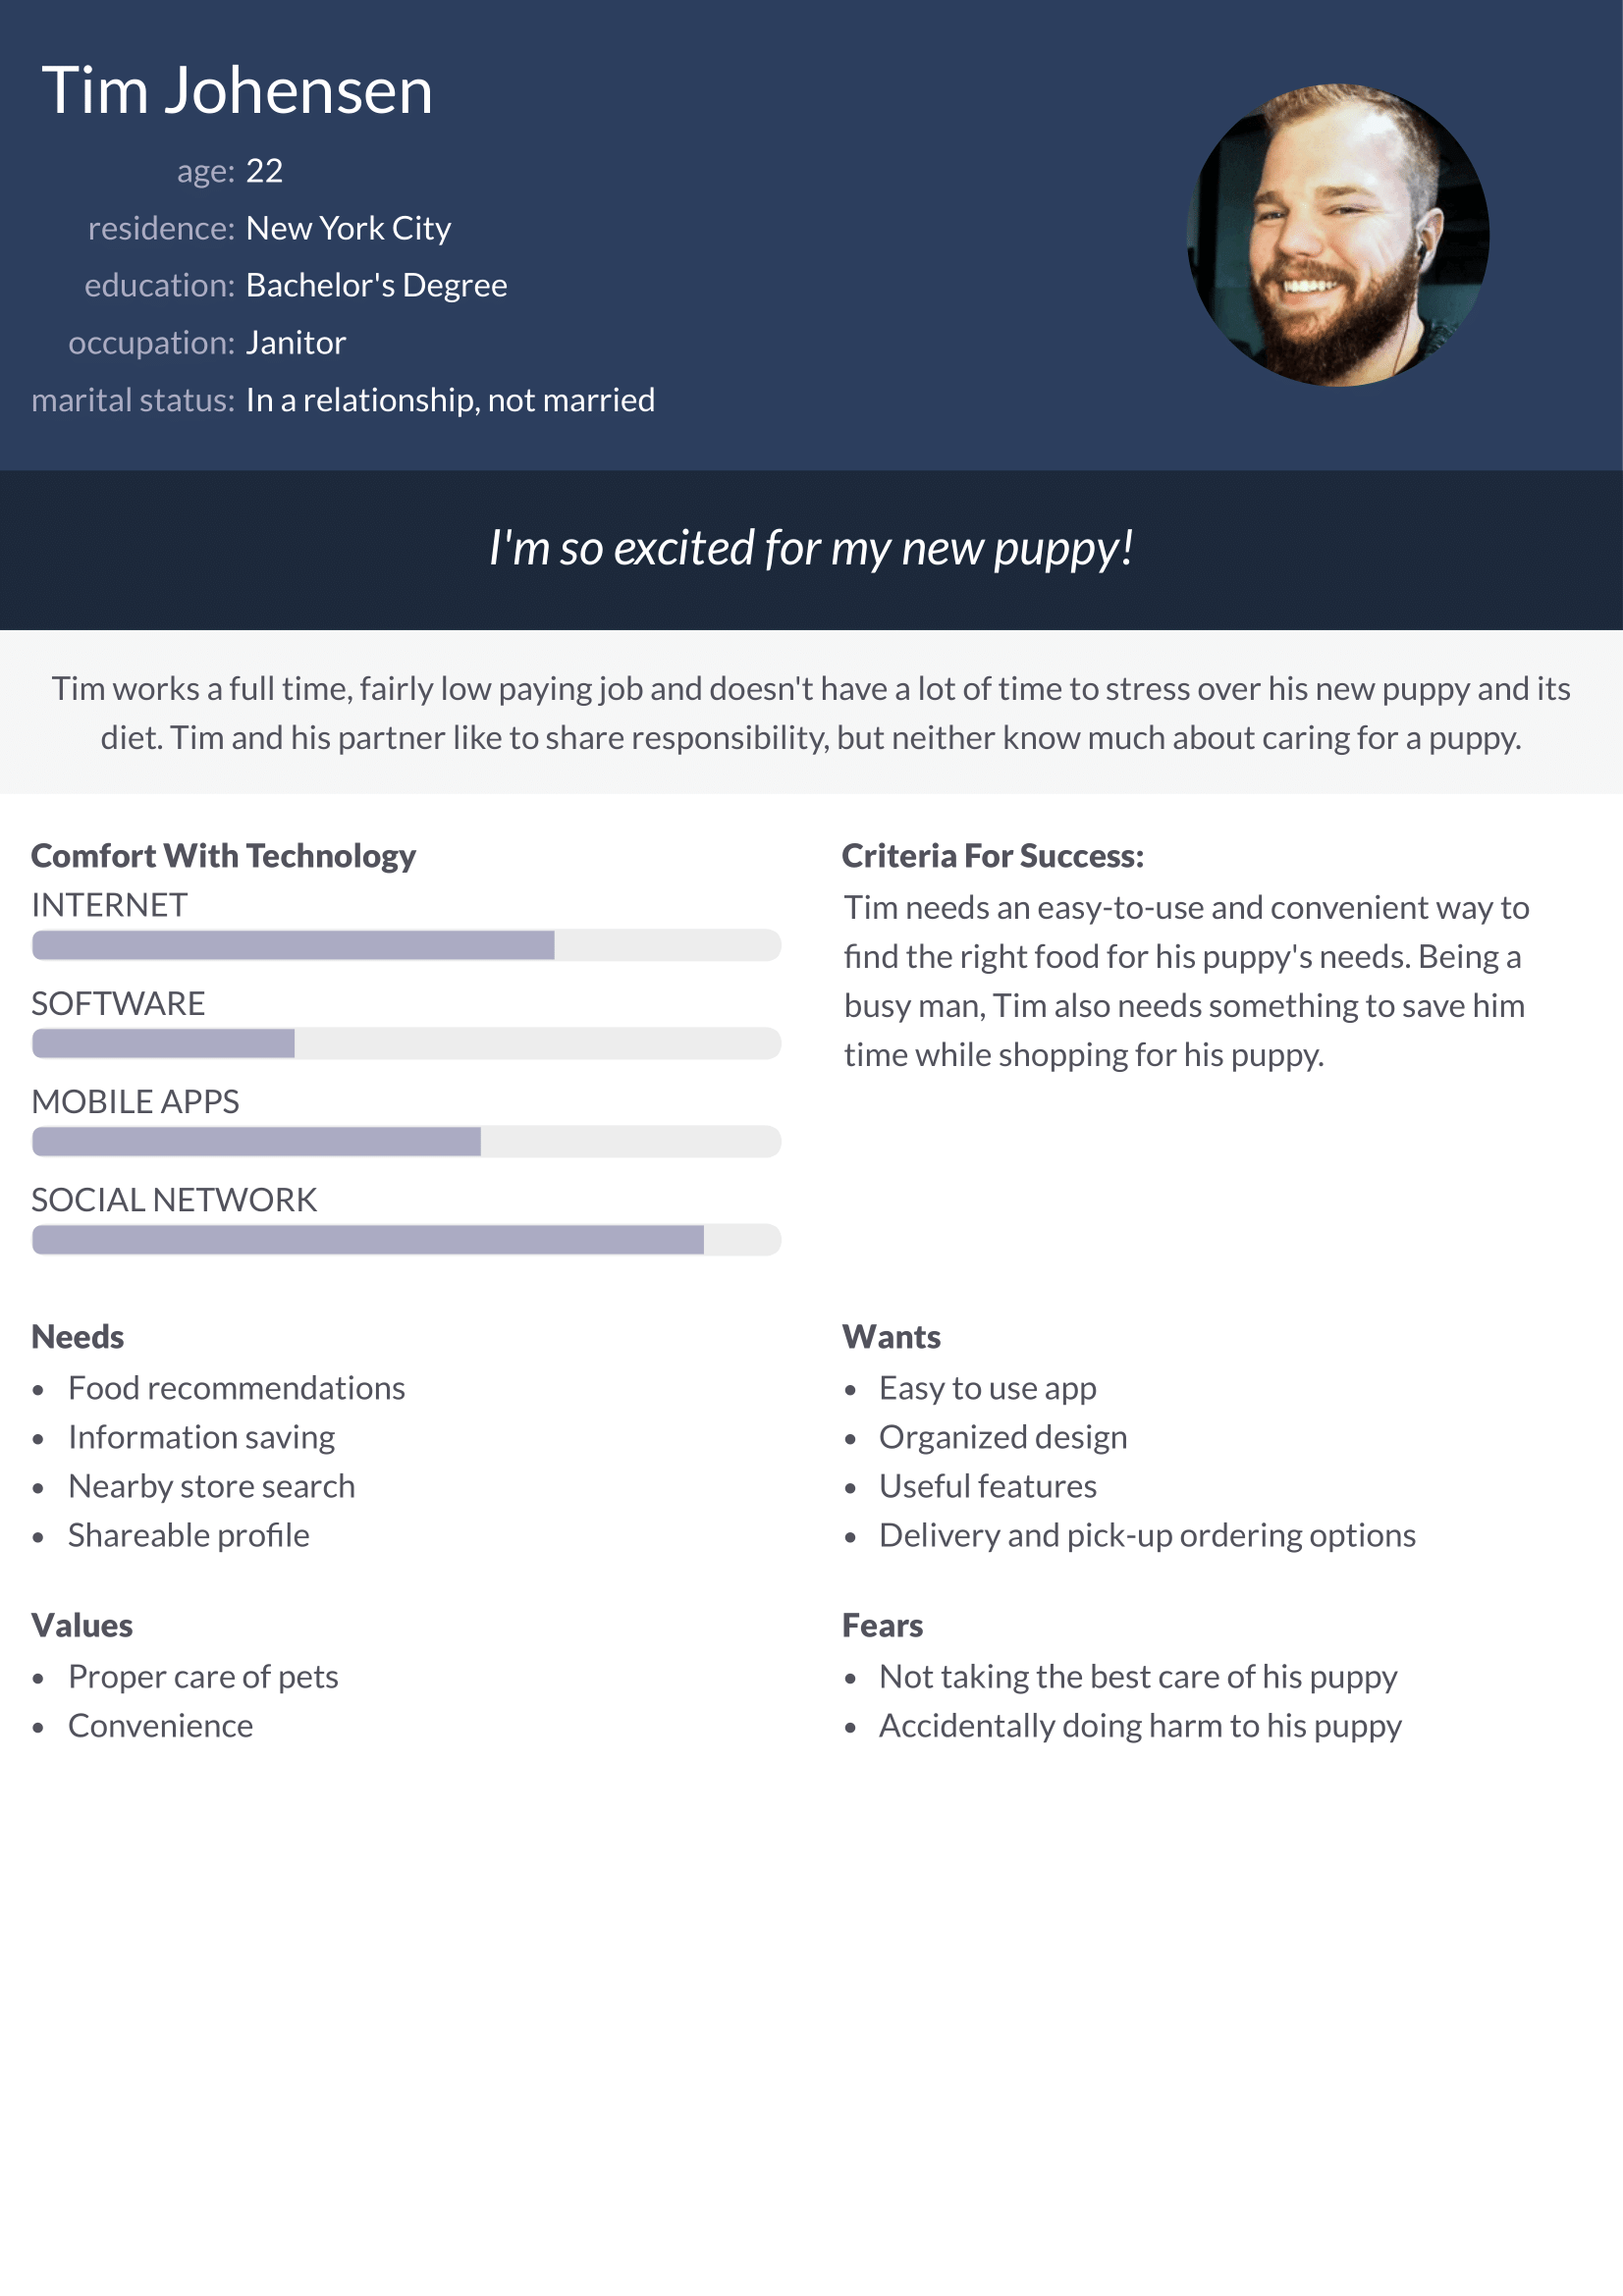 Tim Johensen
age: 22
residence: New York City
education: Bachelor's Degree
occupation: Janitor
marital status: In a relationship, not married
I'm so excited for my new puppy!
Tim works a full time, fairly low paying job and doesn't have a lot of time to stress over his new puppy and its
diet. Tim and his partner like to share responsibility, but neither know much about caring for a puppy.
Comfort With Technology
INTERNET
SOFTWARE
MOBILE APPS
SOCIAL NETWORK
Criteria For Success:
Tim needs an easy-to-use and convenient way to
find the right food for his puppy's needs. Being a
busy man, Tim also needs something to save him
time while shopping for his puppy.
Needs
• Food recommendations
• Information saving
• Nearby store search
• Shareable profile
Wants
• Easy to use app
• Organized design
• Useful features
• Delivery and pick-up ordering options
Values
• Proper care of pets
• Convenience
Fears
• Not taking the best care of his puppy
• Accidentally doing harm to his puppy